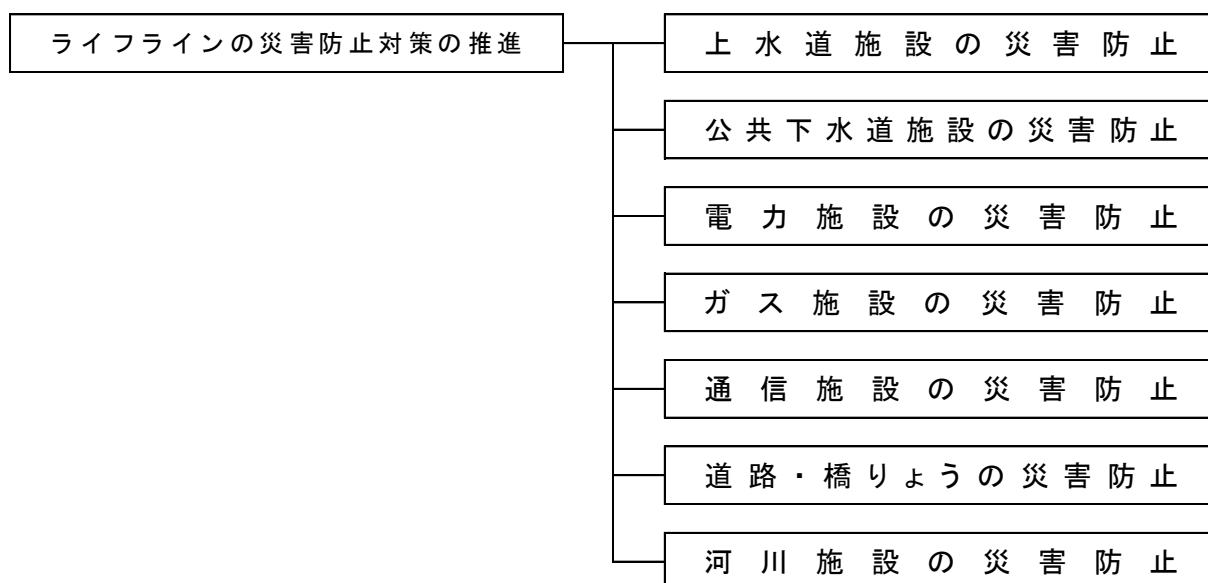 ライフラインの災害防止対策の推進
上水道施設の災害防止
公共下水道施設の災害防止
電力施設の災害防止
ガス施設の災害防止
通信施設の災害防止
道路・橋りょうの災害防止
河川施設の災害防止